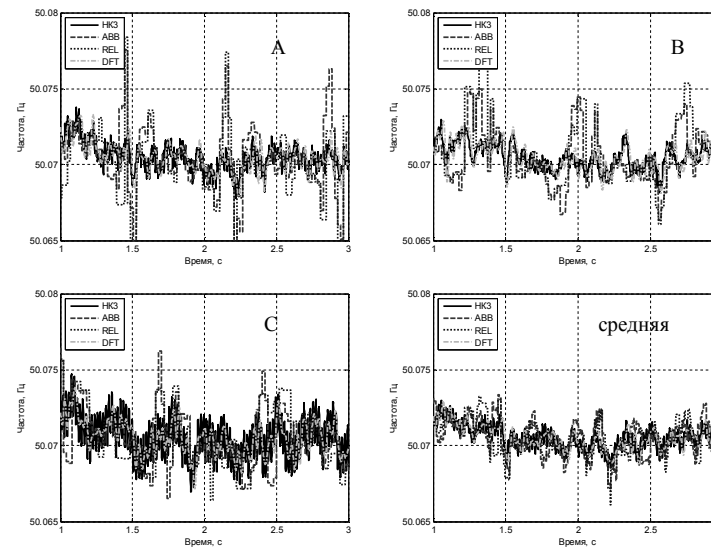 50.08
НКЗ
ABB
REL
DFT
A
50.075
50.07
50.065
Частота, Гц
1
1.5
2
2.5
3
Время, с
50.08
НКЗ
ABB
REL
DFT
B
50.075
50.07
50.065
Частота, Гц
1
1.5
2
2.5
Время, с
50.08
НКЗ
ABB
REL
DFT
C
50.075
50.07
50.065
Частота, Гц
1
1.5
2
2.5
3
Время, с
50.08
НКЗ
ABB
REL
DFT
средняя
50.075
50.07
50.065
Частота, Гц
1
1.5
2
2.5
Время, с